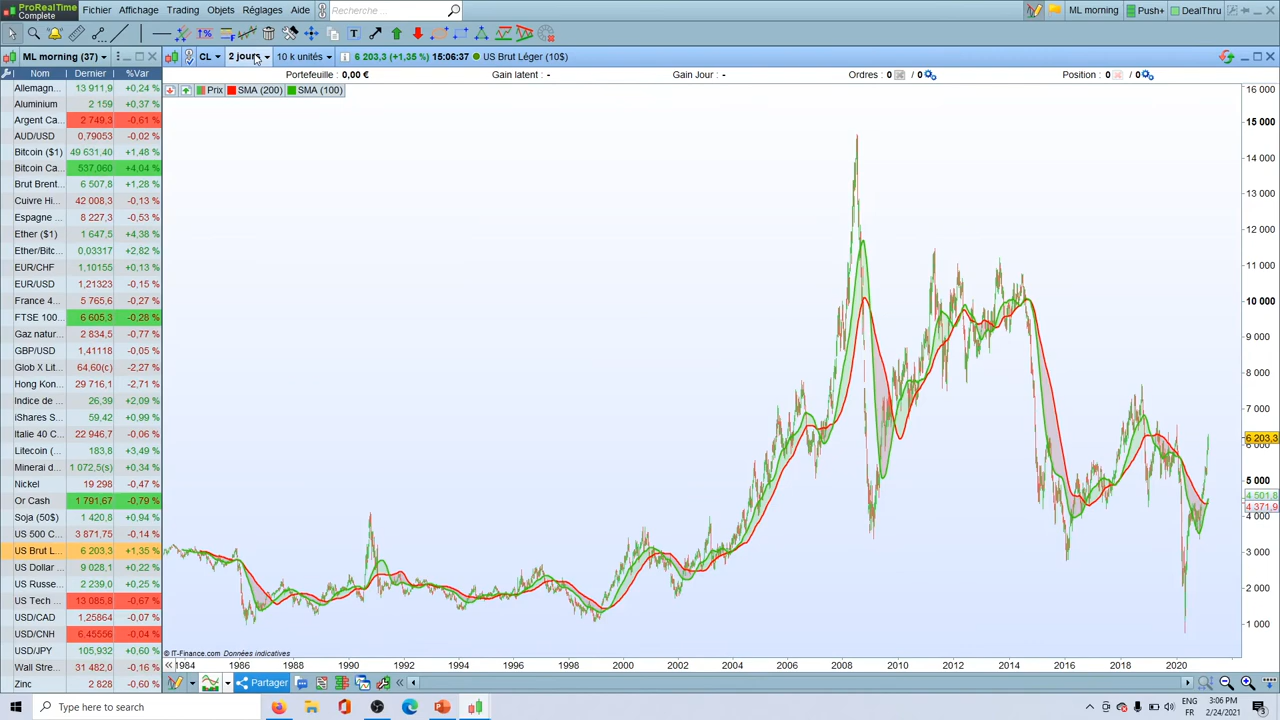 ProRealTime Complete Fichier Affichage Trading Objets Réglages Aide Recherche ... ML morning Push+ DealThru
T
ML morning (37) CL 2 jours 10 k unités 6 203,3 (+1,35 %) 15:06:37 US Brut Léger (10$)
Nom Dernier %Var
Portefeuille : 0,00 € Gain latent : - Gain Jour : - Ordres : 0 / 0 Position : 0 / 0
Prix SMA (200) SMA (100)
Allemagn... 13 911,9 +0,24 %
Aluminium 2 159 +0,37 %
Argent Ca... 2 749,3 -0,61 %
AUD/USD 0,79053 -0,02 %
Bitcoin ($1) 49 631,40 +1,48 %
Bitcoin Ca... 537,060 +4,04 %
Brut Brent... 6 507,8 +1,28 %
Cuivre Hi... 42 008,3 -0,13 %
Espagne ... 8 227,3 -0,53 %
Ether ($1) 1 647,5 +4,38 %
Ether/Bitc... 0,03317 +2,82 %
EUR/CHF 1,10155 +0,13 %
EUR/USD 1,21323 -0,15 %
France 4... 5 765,6 -0,27 %
FTSE 100... 6 605,3 -0,28 %
Gaz natur... 2 834,5 -0,77 %
GBP/USD 1,41118 -0,05 %
Glob X Lit... 64,60(c) -2,27 %
Hong Kon... 29 716,1 -2,71 %
Indice de ... 26,39 +2,09 %
iShares S... 59,42 +0,99 %
Italie 40 C... 22 946,7 -0,06 %
Litecoin (... 183,8 +3,49 %
Minerai d... 1 072,5(s) +0,34 %
Nickel 19 298 -0,47 %
Or Cash 1 791,67 -0,79 %
Soja (50$) 1 420,8 +0,94 %
US 500 C... 3 871,75 -0,14 %
US Brut L... 6 203,3 +1,35 %
US Dollar ... 9 028,1 +0,22 %
US Russe... 2 239,0 +0,25 %
US Tech ... 13 085,8 -0,67 %
USD/CAD 1,25864 -0,07 %
USD/CNH 6,45556 -0,04 %
USD/JPY 105,932 +0,60 %
Wall Stre... 31 482,0 -0,16 %
Zinc 2 828 -0,60 %
16 000
15 000
14 000
13 000
12 000
11 000
10 000
9 000
8 000
7 000
6 203,3
6 000
5 000
4 501,8
4 371,9
4 000
3 000
2 000
1 000
© IT-Finance.com Données indicatives
1984 1986 1988 1990 1992 1994 1996 1998 2000 2002 2004 2006 2008 2010 2012 2014 2016 2018 2020
Partager
Type here to search
ENG 3:06 PM
FR 2/24/2021
3